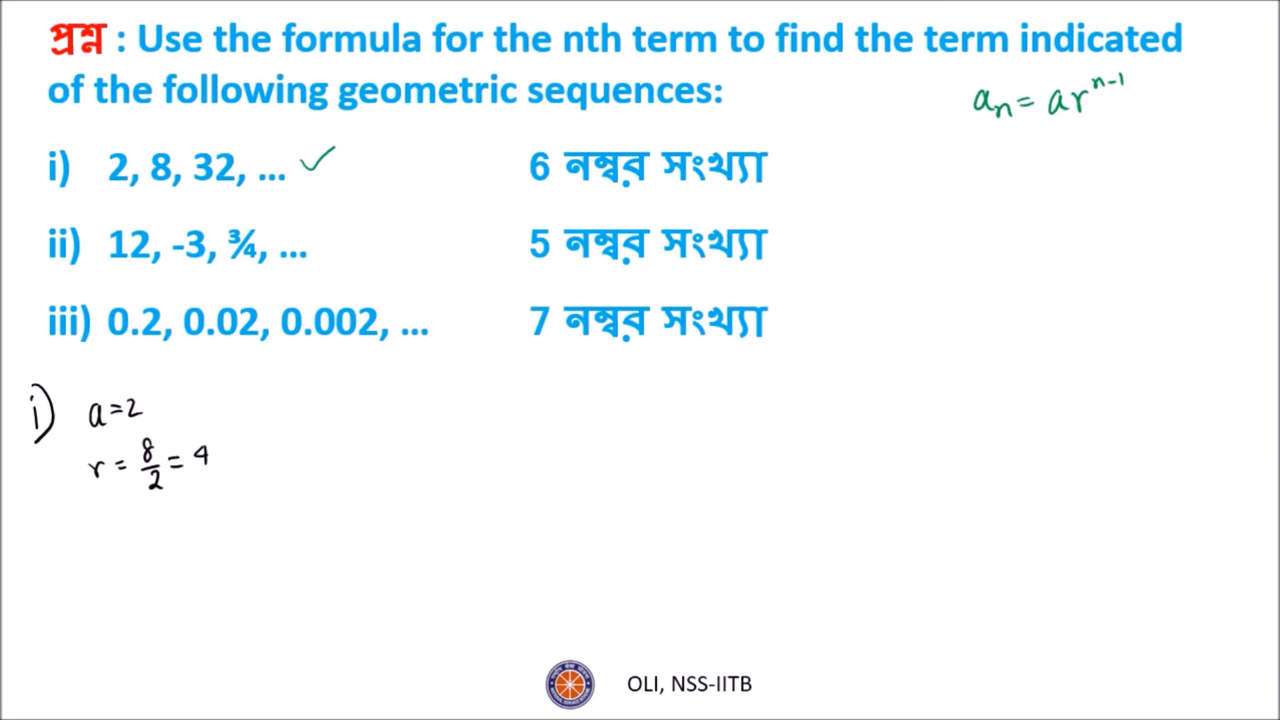 প্রশ্ন : Use the formula for the nth term to find the term indicated
of the following geometric sequences:
aₙ = arⁿ⁻¹
i) 2, 8, 32, ... ✓ 6 নম্বর সংখ্যা
ii) 12, -3, ¾, ... 5 নম্বর সংখ্যা
iii) 0.2, 0.02, 0.002, ... 7 নম্বর সংখ্যা
i) a=2
r = 8/2 = 4
OLI, NSS-IITB